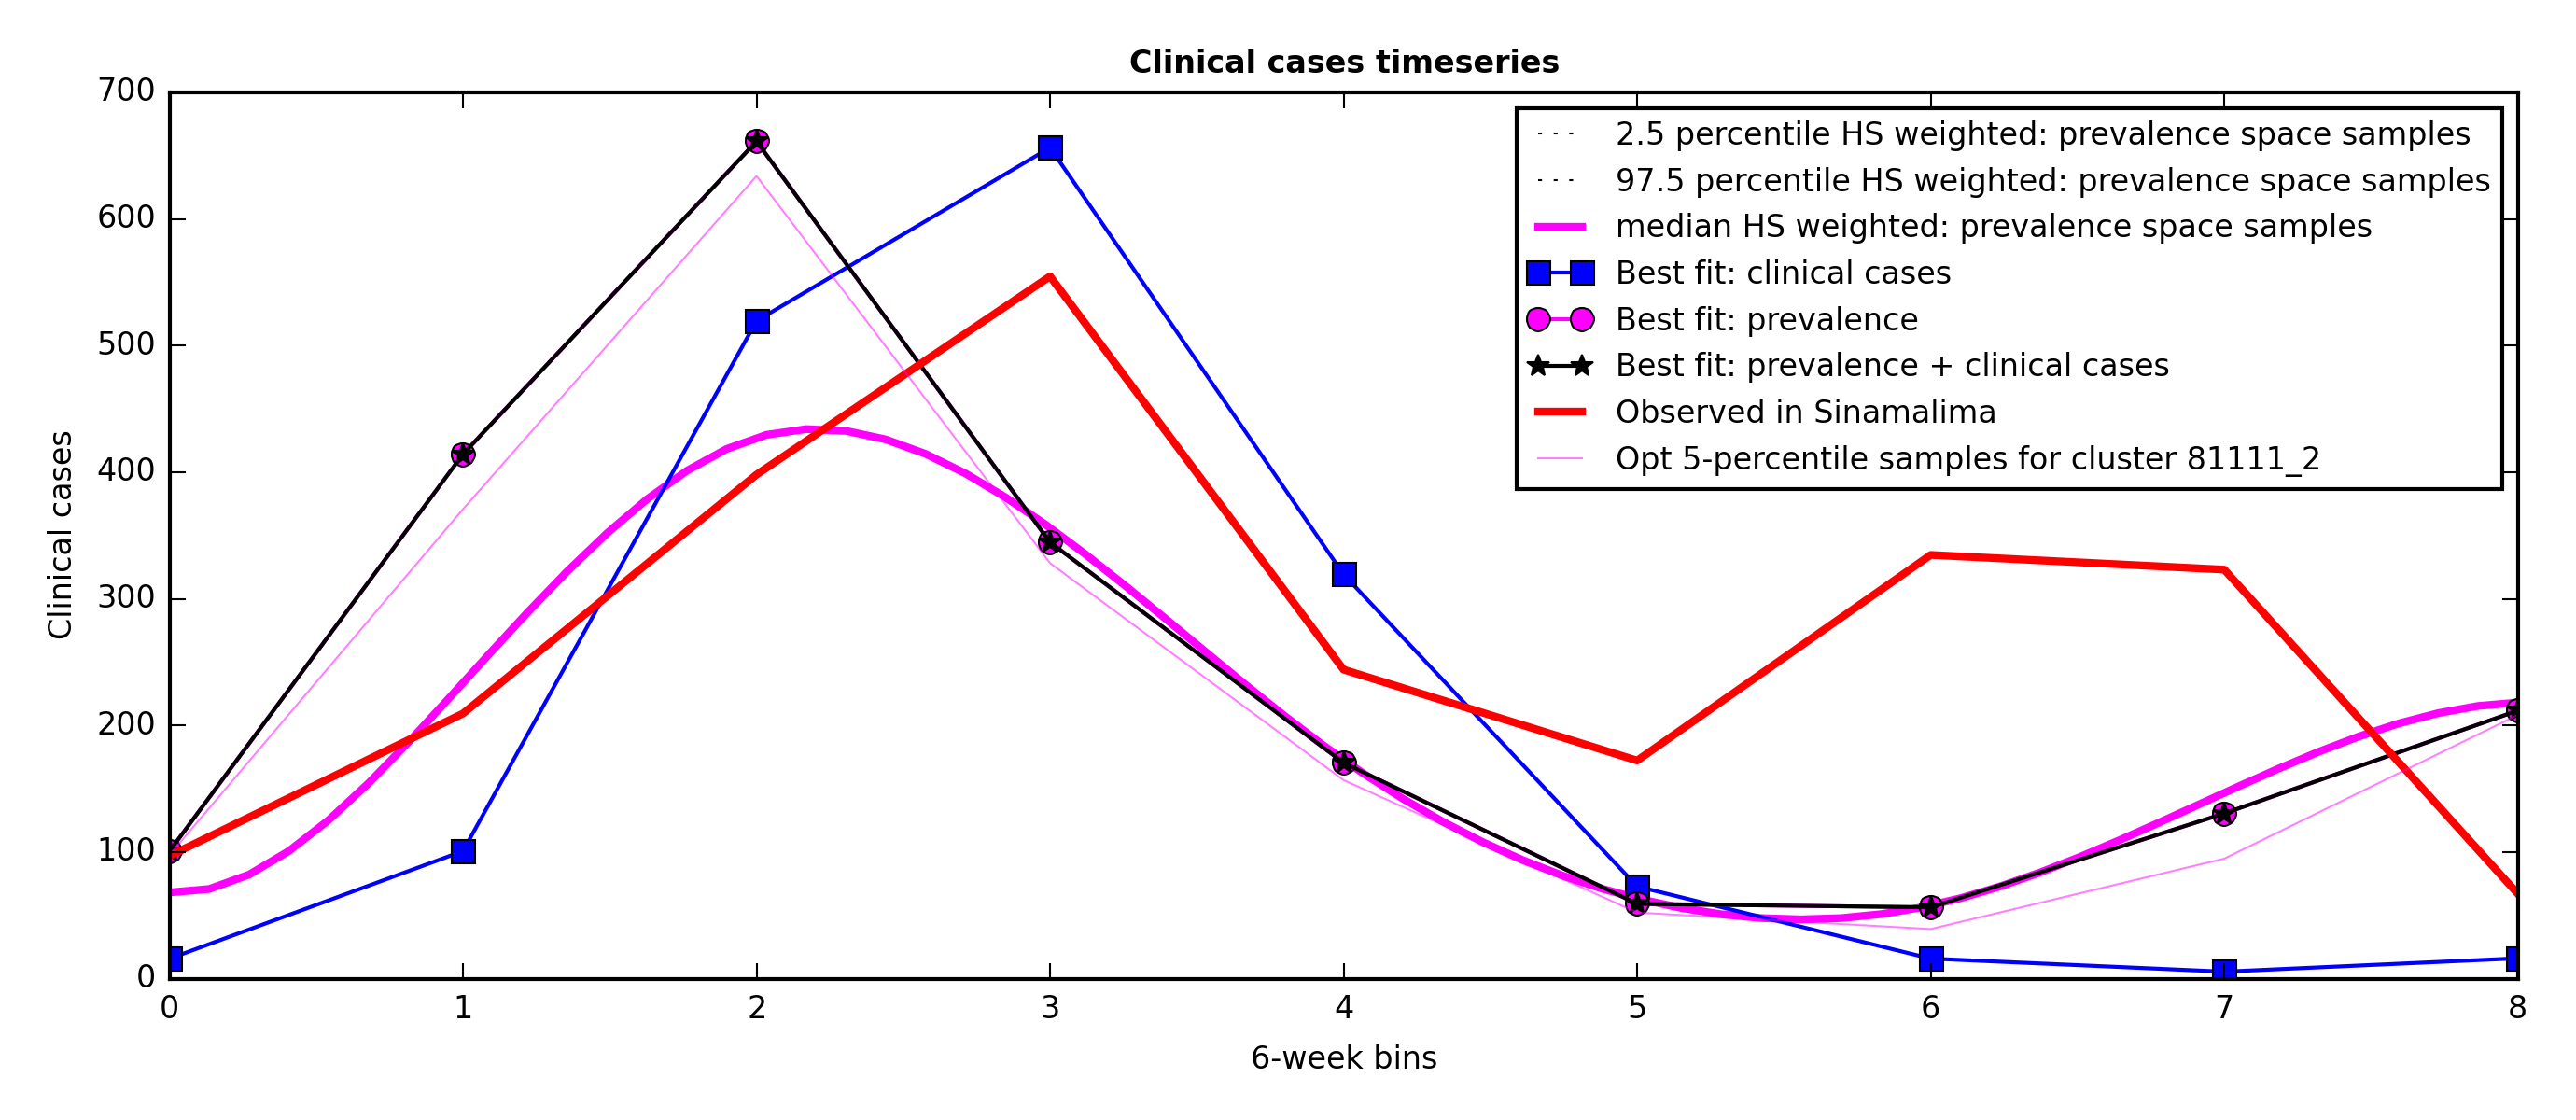 Clinical cases timeseries
700
600
500
400
300
200
100
0
Clinical cases
2.5 percentile HS weighted: prevalence space samples
97.5 percentile HS weighted: prevalence space samples
median HS weighted: prevalence space samples
Best fit: clinical cases
Best fit: prevalence
Best fit: prevalence + clinical cases
Observed in Sinamalima
Opt 5-percentile samples for cluster 81111_2
0 1 2 3 4 5 6 7 8
6-week bins